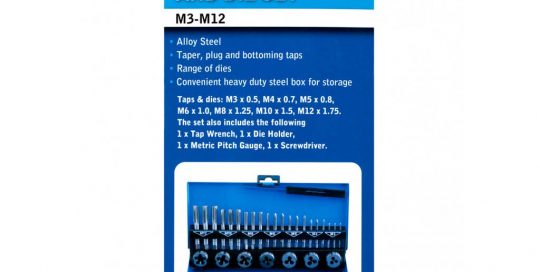 M3-M12
• Alloy Steel
• Taper, plug and bottoming taps
• Range of dies
• Convenient heavy duty steel box for storage
Taps & dies: M3 x 0.5, M4 x 0.7, M5 x 0.8,
M6 x 1.0, M8 x 1.25, M10 x 1.5, M12 x 1.75.
The set also includes the following
1 x Tap Wrench, 1 x Die Holder,
1 x Metric Pitch Gauge, 1 x Screwdriver.